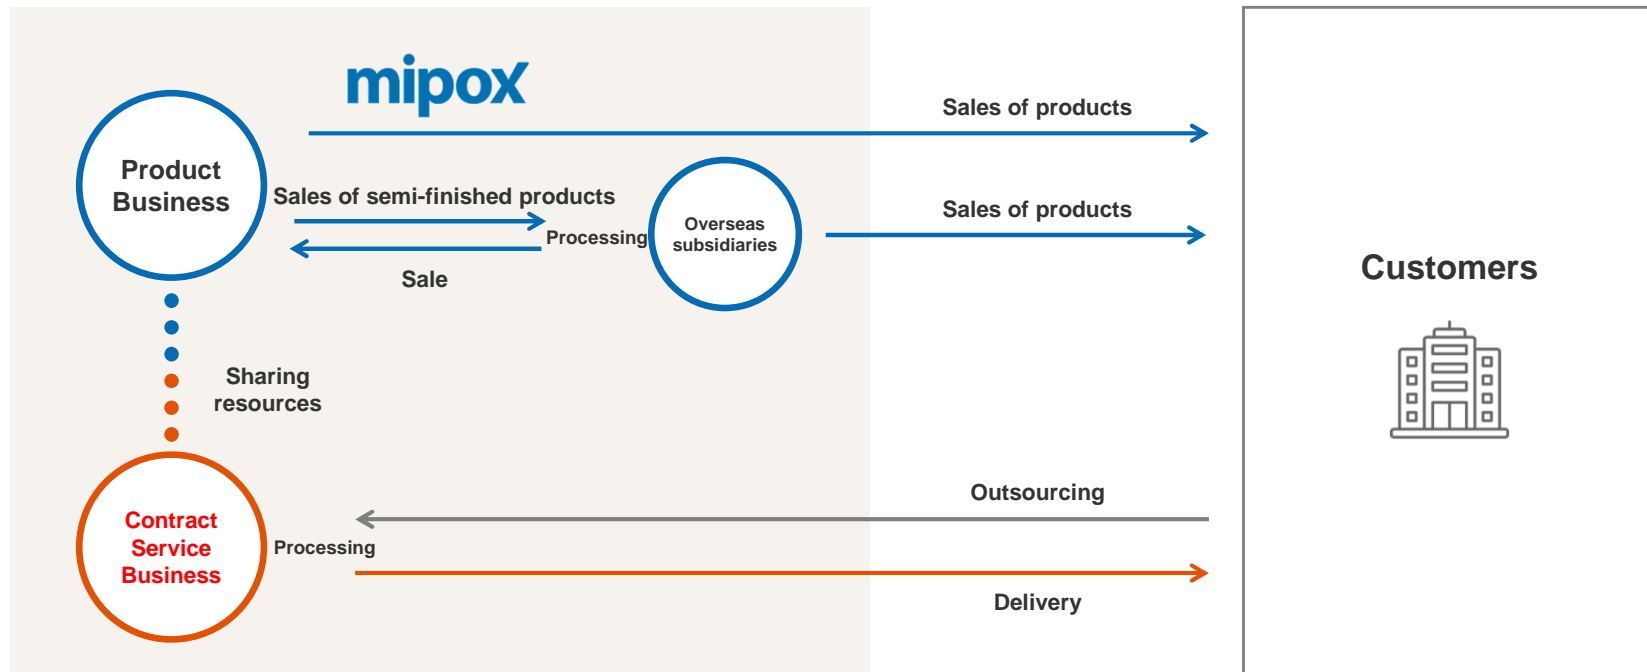 mipox
Sales of products
Product
Business
Sales of semi-finished products
Processing
Sale
Overseas
subsidiaries
Sales of products
Customers
Sharing
resources
Contract
Service
Business
Processing
Outsourcing
Delivery